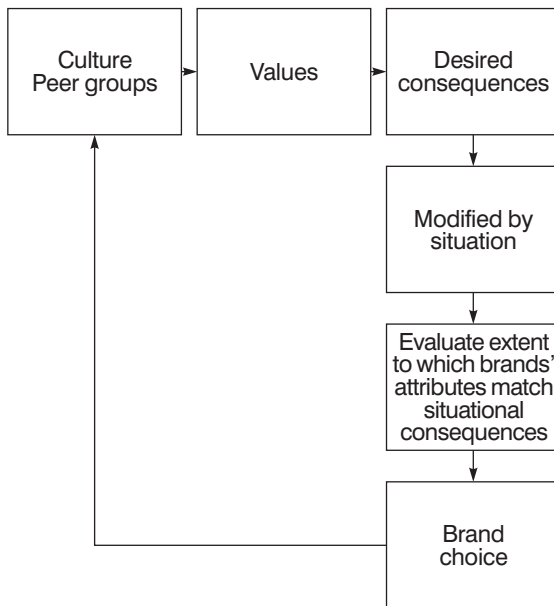 Culture
Peer groups
Values
Desired
consequences
Modified by
situation
Evaluate extent
to which brands’
attributes match
situational
consequences
Brand
choice